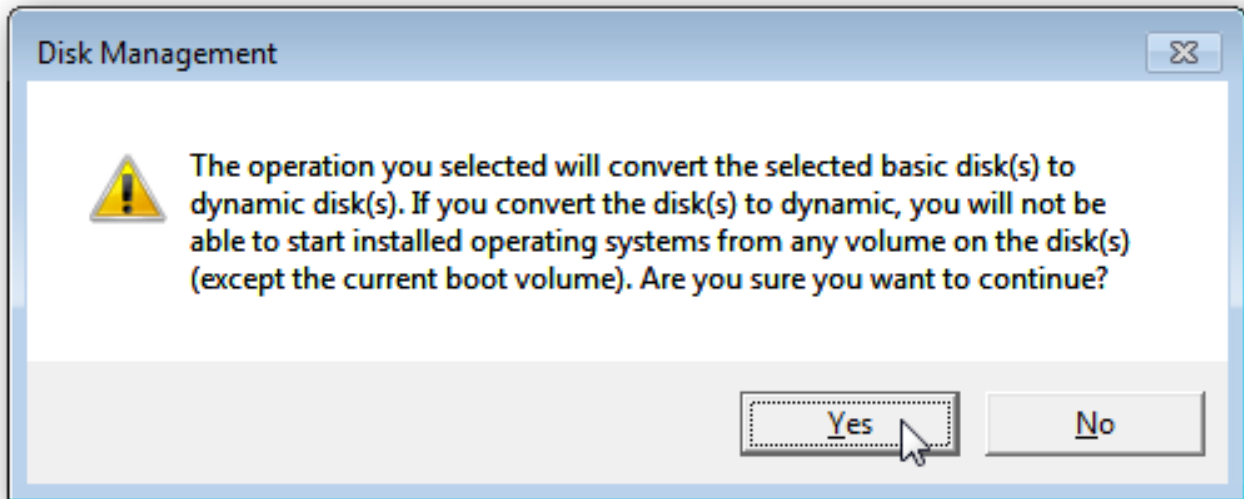 Disk Management
The operation you selected will convert the selected basic disk(s) to
dynamic disk(s). If you convert the disk(s) to dynamic, you will not be
able to start installed operating systems from any volume on the disk(s)
(except the current boot volume). Are you sure you want to continue?
Yes
No